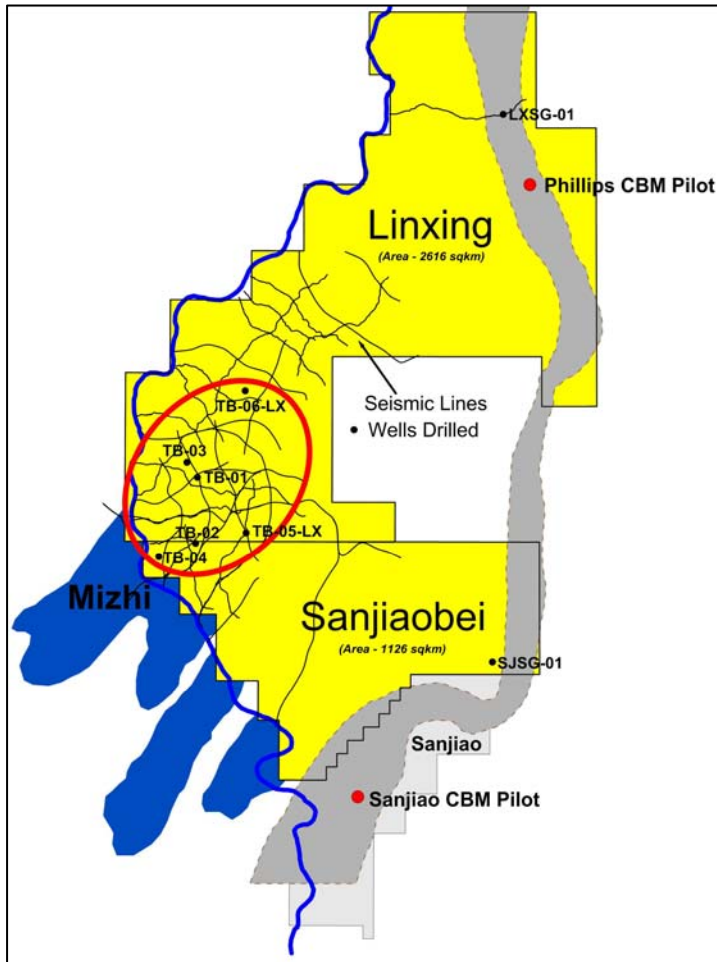 LXSG-01
Phillips CBM Pilot
Linxing
(Area - 2616 sqkm)
Seismic Lines
Wells Drilled
TB-06-LX
TB-03
TB-01
TB-02
TB-05-LX
TB-04
Mizhi
Sanjiaobei
(Area - 1126 sqkm)
SJSG-01
Sanjiao
Sanjiao CBM Pilot